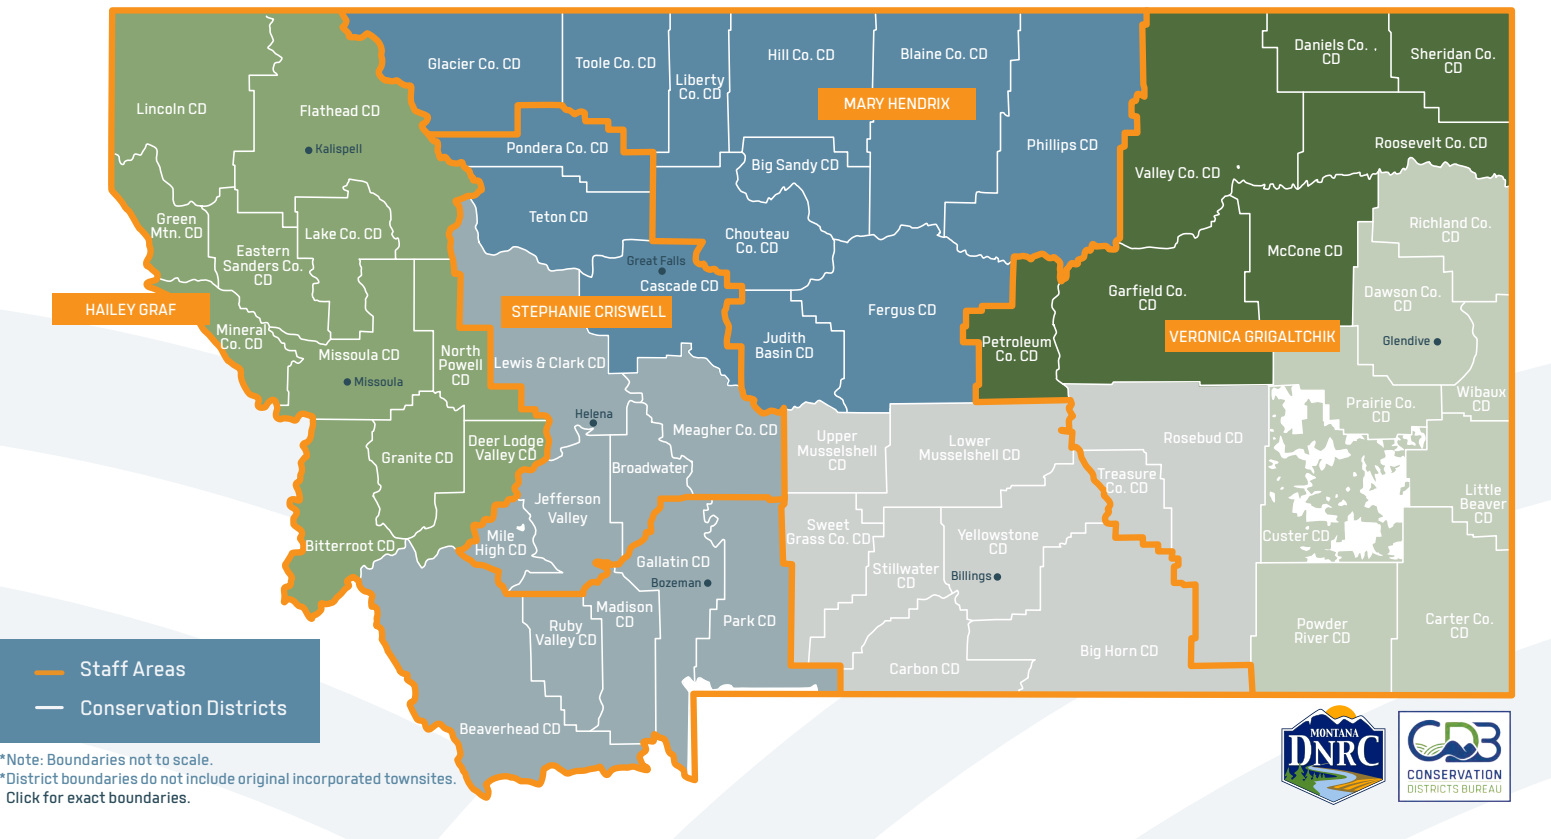 Glacier Co. CD
Toole Co. CD
Liberty
Co. CD
Hill Co. CD
Blaine Co. CD
Daniels Co.
CD
Sheridan Co.
CD
Lincoln CD
Flathead CD
MARY HENDRIX
Kalispell
Pondera Co. CD
Big Sandy CD
Phillips CD
Valley Co. CD
Roosevelt Co. CD
Green
Mtn. CD
Lake Co. CD
Eastern
Sanders Co.
CD
Teton CD
Chouteau
Co. CD
McCone CD
Richland Co.
CD
Great Falls
Cascade CD
HAILEY GRAF
STEPHANIE CRISWELL
Fergus CD
Garfield Co.
CD
Dawson Co.
CD
VERONICA GRIGALTCHIK
Glendive
Mineral
Co. CD
Missoula CD
Missoula
North
Powell
CD
Lewis & Clark CD
Judith
Basin CD
Petroleum
Co. CD
Helena
Meagher Co. CD
Prairie Co.
CD
Wibaux
CD
Granite CD
Deer Lodge
Valley CD
Broadwater
Upper
Musselshell
CD
Lower
Musselshell CD
Rosebud CD
Treasure
Co. CD
Little
Beaver
CD
Bitterroot CD
Mile
High CD
Jefferson
Valley
Gallatin CD
Bozeman
Sweet
Grass Co. CD
Stillwater
CD
Yellowstone
CD
Billings
Custer CD
Ruby
Valley CD
Madison
CD
Park CD
Carbon CD
Big Horn CD
Powder
River CD
Carter Co.
CD
Beaverhead CD
Staff Areas
Conservation Districts
*Note: Boundaries not to scale.
*District boundaries do not include original incorporated townsites.
Click for exact boundaries.
MONTANA
DNRC
CDB
CONSERVATION
DISTRICTS BUREAU